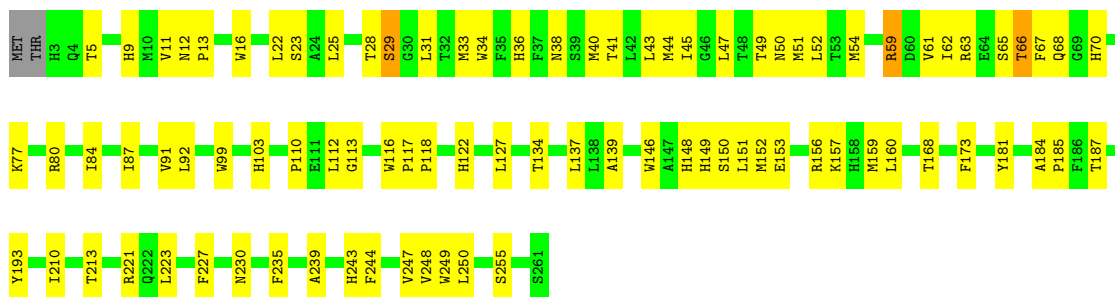 MET THR H3 Q4 T5 H9 M10 V11 N12 P13 W16 L22 S23 A24 L25 T28 S29 G30 L31 T32 M33 W34 F35 H36 F37 N38 S39 M40 T41 L42 L43 M44 I45 G46 L47 T48 T49 N50 M51 L52 T53 M54 R59 D60 V61 I62 R63 E64 S65 T66 F67 Q68 G69 H70
K77 R80 I84 I87 V91 L92 W99 H103 P110 E111 L112 G113 W116 P117 P118 H122 L127 T134 L137 L138 A139 W146 A147 H148 H149 S150 L151 M152 E153 R156 K157 H158 M159 L160 T168 F173 Y181 A184 P185 F186 T187
Y193 I210 T213 R221 Q222 L223 F227 N230 F235 A239 H243 F244 V247 V248 W249 L250 S255 S261